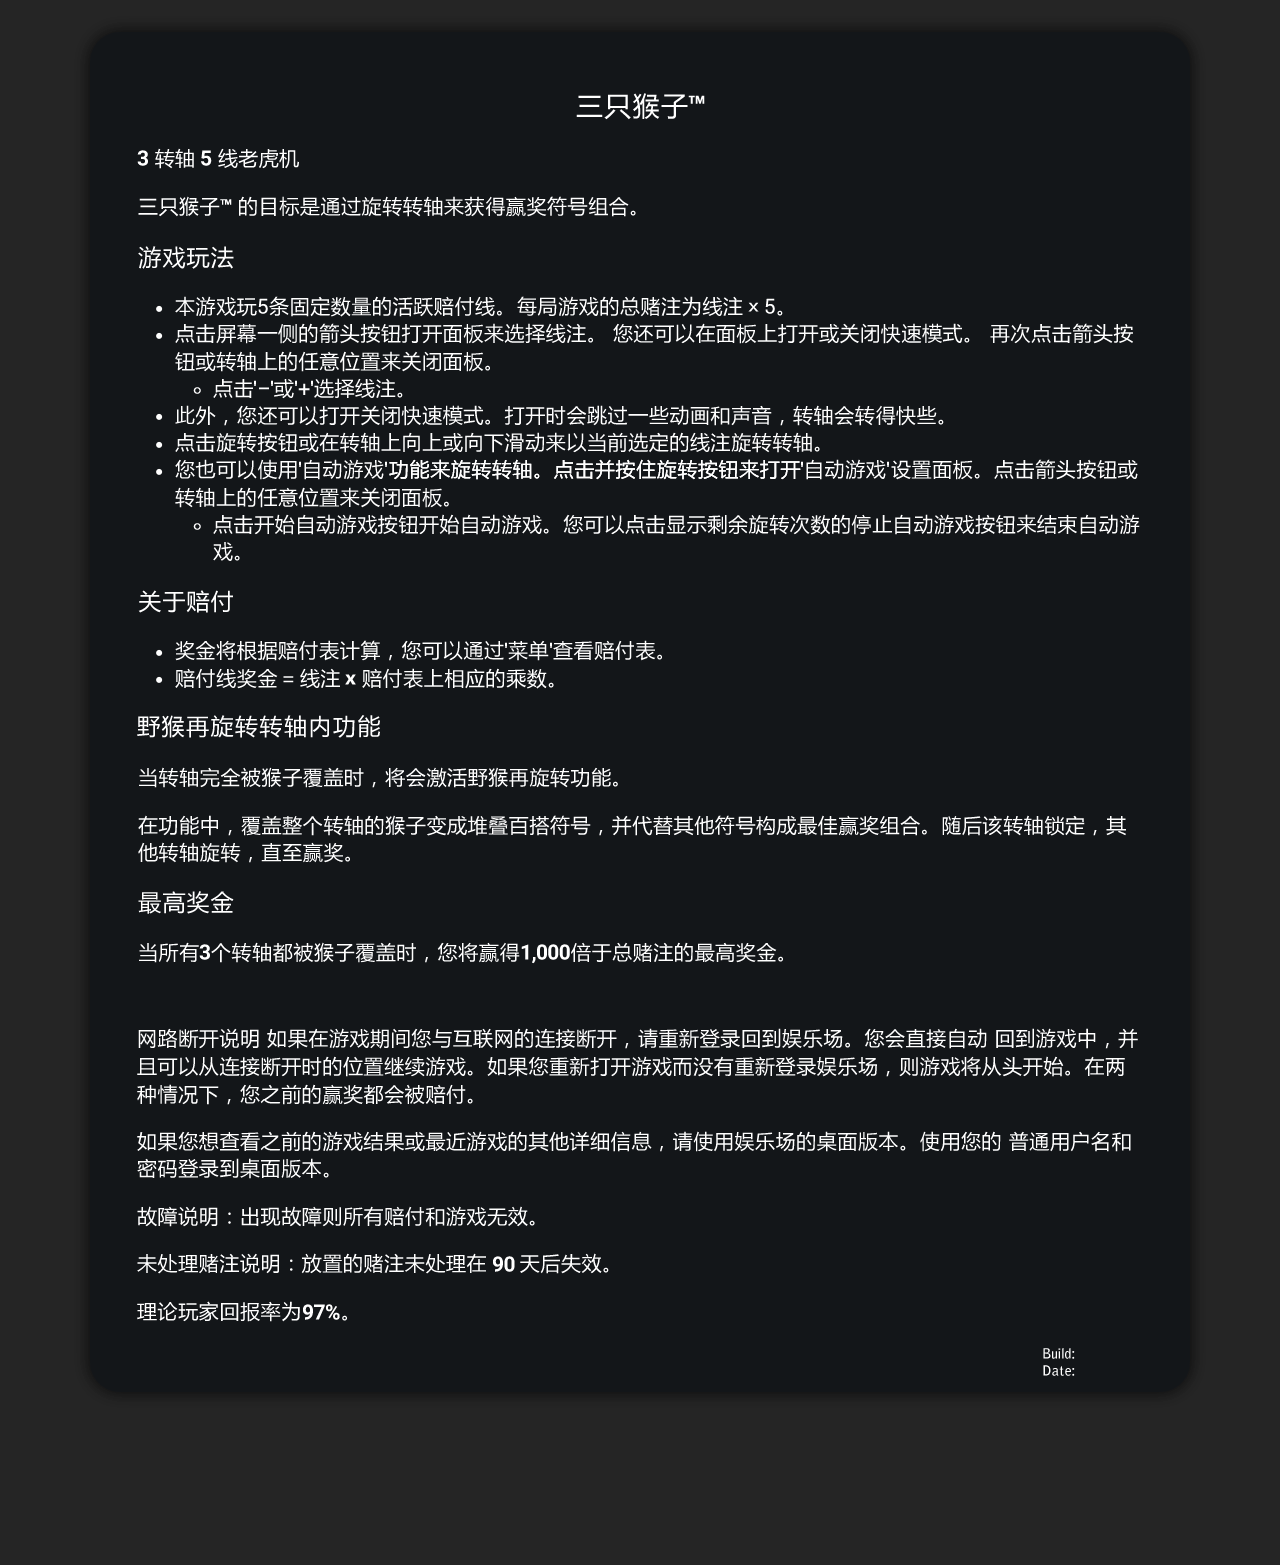 三只猴子™
3 转轴 5 线老虎机
三只猴子™ 的目标是通过旋转转轴来获得赢奖符号组合。
游戏玩法
• 本游戏玩5条固定数量的活跃赔付线。每局游戏的总赌注为线注 × 5。
• 点击屏幕一侧的箭头按钮打开面板来选择线注。 您还可以在面板上打开或关闭快速模式。 再次点击箭头按
钮或转轴上的任意位置来关闭面板。
◦ 点击'−'或'+'选择线注。
• 此外，您还可以打开关闭快速模式。打开时会跳过一些动画和声音，转轴会转得快些。
• 点击旋转按钮或在转轴上向上或向下滑动来以当前选定的线注旋转转轴。
• 您也可以使用'自动游戏'功能来旋转转轴。点击并按住旋转按钮来打开'自动游戏'设置面板。点击箭头按钮或
转轴上的任意位置来关闭面板。
◦ 点击开始自动游戏按钮开始自动游戏。您可以点击显示剩余旋转次数的停止自动游戏按钮来结束自动游
戏。
关于赔付
• 奖金将根据赔付表计算，您可以通过'菜单'查看赔付表。
• 赔付线奖金 = 线注 x 赔付表上相应的乘数。
野猴再旋转转轴内功能
当转轴完全被猴子覆盖时，将会激活野猴再旋转功能。
在功能中，覆盖整个转轴的猴子变成堆叠百搭符号，并代替其他符号构成最佳赢奖组合。随后该转轴锁定，其
他转轴旋转，直至赢奖。
最高奖金
当所有3个转轴都被猴子覆盖时，您将赢得1,000倍于总赌注的最高奖金。
网路断开说明 如果在游戏期间您与互联网的连接断开，请重新登录回到娱乐场。您会直接自动 回到游戏中，并
且可以从连接断开时的位置继续游戏。如果您重新打开游戏而没有重新登录娱乐场，则游戏将从头开始。在两
种情况下，您之前的赢奖都会被赔付。
如果您想查看之前的游戏结果或最近游戏的其他详细信息，请使用娱乐场的桌面版本。使用您的 普通用户名和
密码登录到桌面版本。
故障说明：出现故障则所有赔付和游戏无效。
未处理赌注说明：放置的赌注未处理在 90 天后失效。
理论玩家回报率为97%。
Build:
Date: